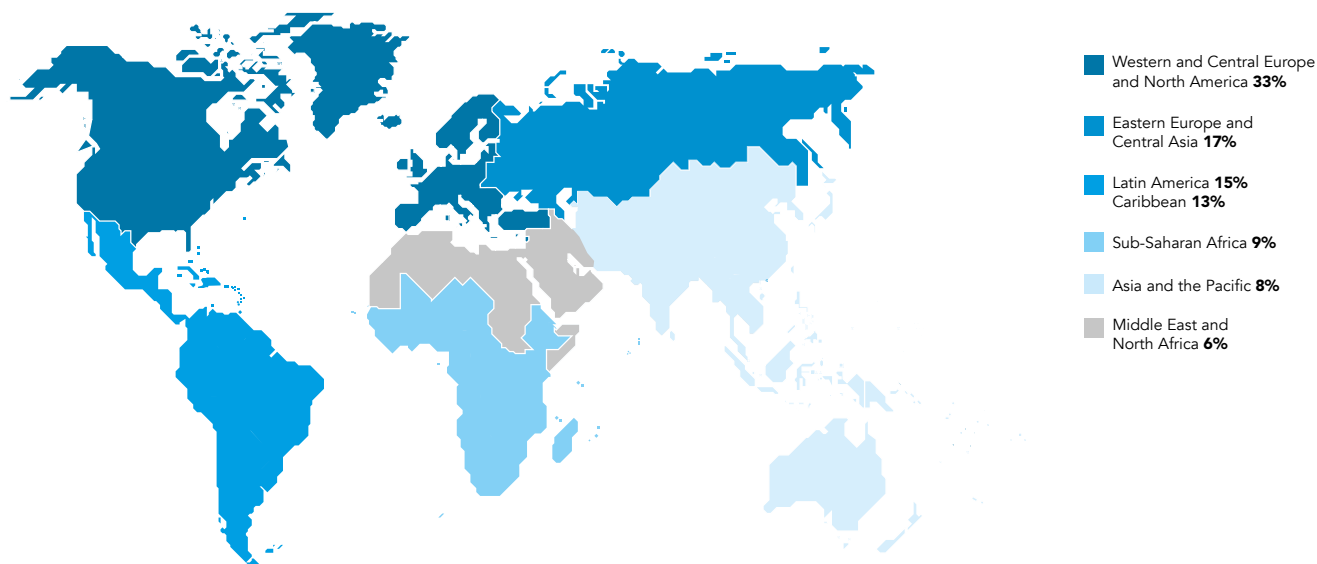 Western and Central Europe
and North America 33%
Eastern Europe and
Central Asia 17%
Latin America 15%
Caribbean 13%
Sub-Saharan Africa 9%
Asia and the Pacific 8%
Middle East and
North Africa 6%